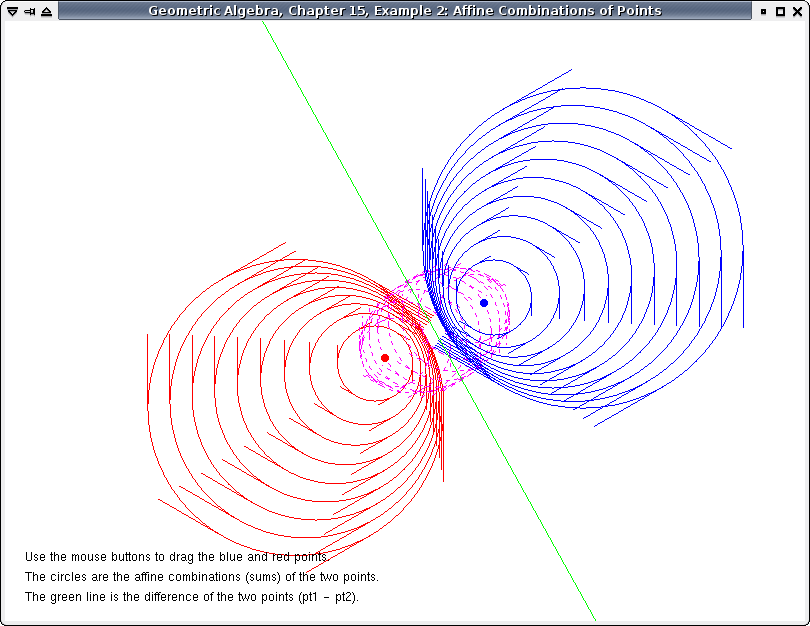 Geometric Algebra, Chapter 15, Example 2: Affine Combinations of Points
Use the mouse buttons to drag the blue and red points.
The circles are the affine combinations (sums) of the two points.
The green line is the difference of the two points (pt1 - pt2).